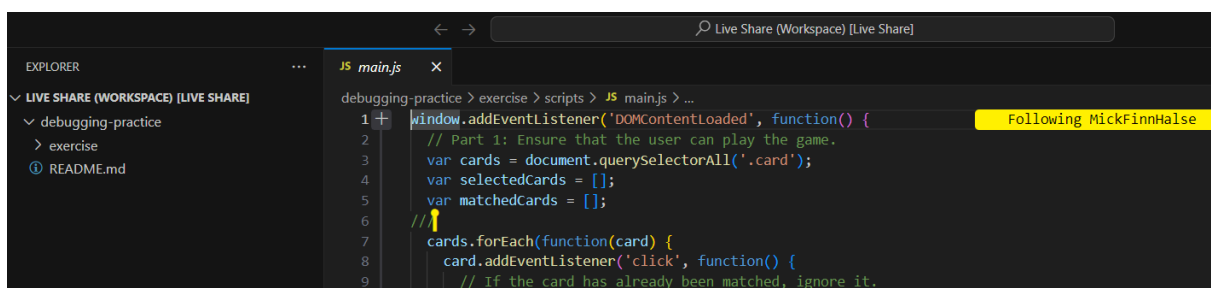 Live Share (Workspace) [Live Share]
EXPLORER
LIVE SHARE (WORKSPACE) [LIVE SHARE]
debugging-practice
exercise
README.md
JS main.js
debugging-practice > exercise > scripts > JS main.js > ...
1 window.addEventListener('DOMContentLoaded', function() {
Following MickFinnHalse
2 // Part 1: Ensure that the user can play the game.
3 var cards = document.querySelectorAll('.card');
4 var selectedCards = [];
5 var matchedCards = [];
6 ///
7 cards.forEach(function(card) {
8 card.addEventListener('click', function() {
9 // If the card has already been matched, ignore it.